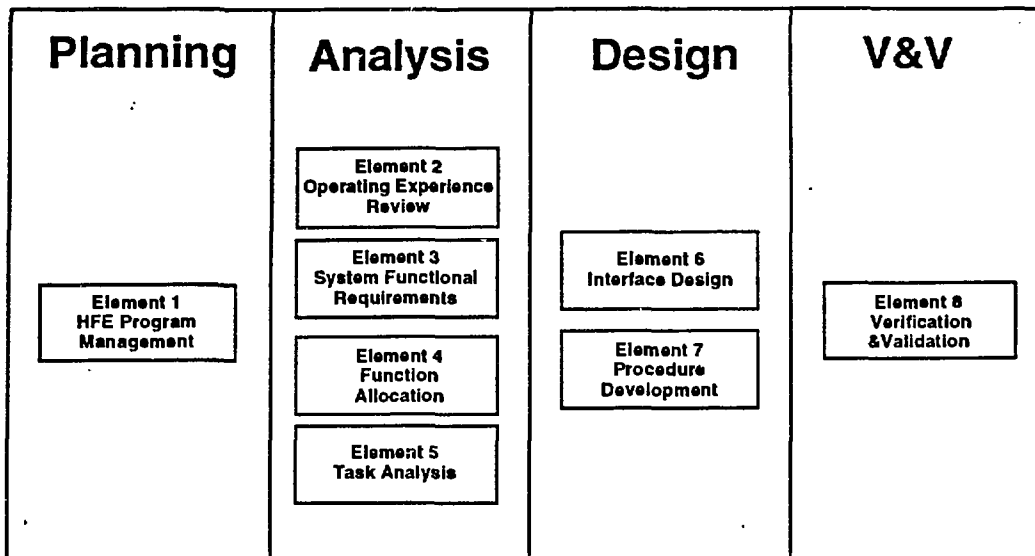 Planning
Analysis
Design
V&V
Element 1
HFE Program
Management
Element 2
Operating Experience
Review
Element 3
System Functional
Requirements
Element 4
Function
Allocation
Element 5
Task Analysis
Element 6
Interface Design
Element 7
Procedure
Development
Element 8
Verification
&Validation